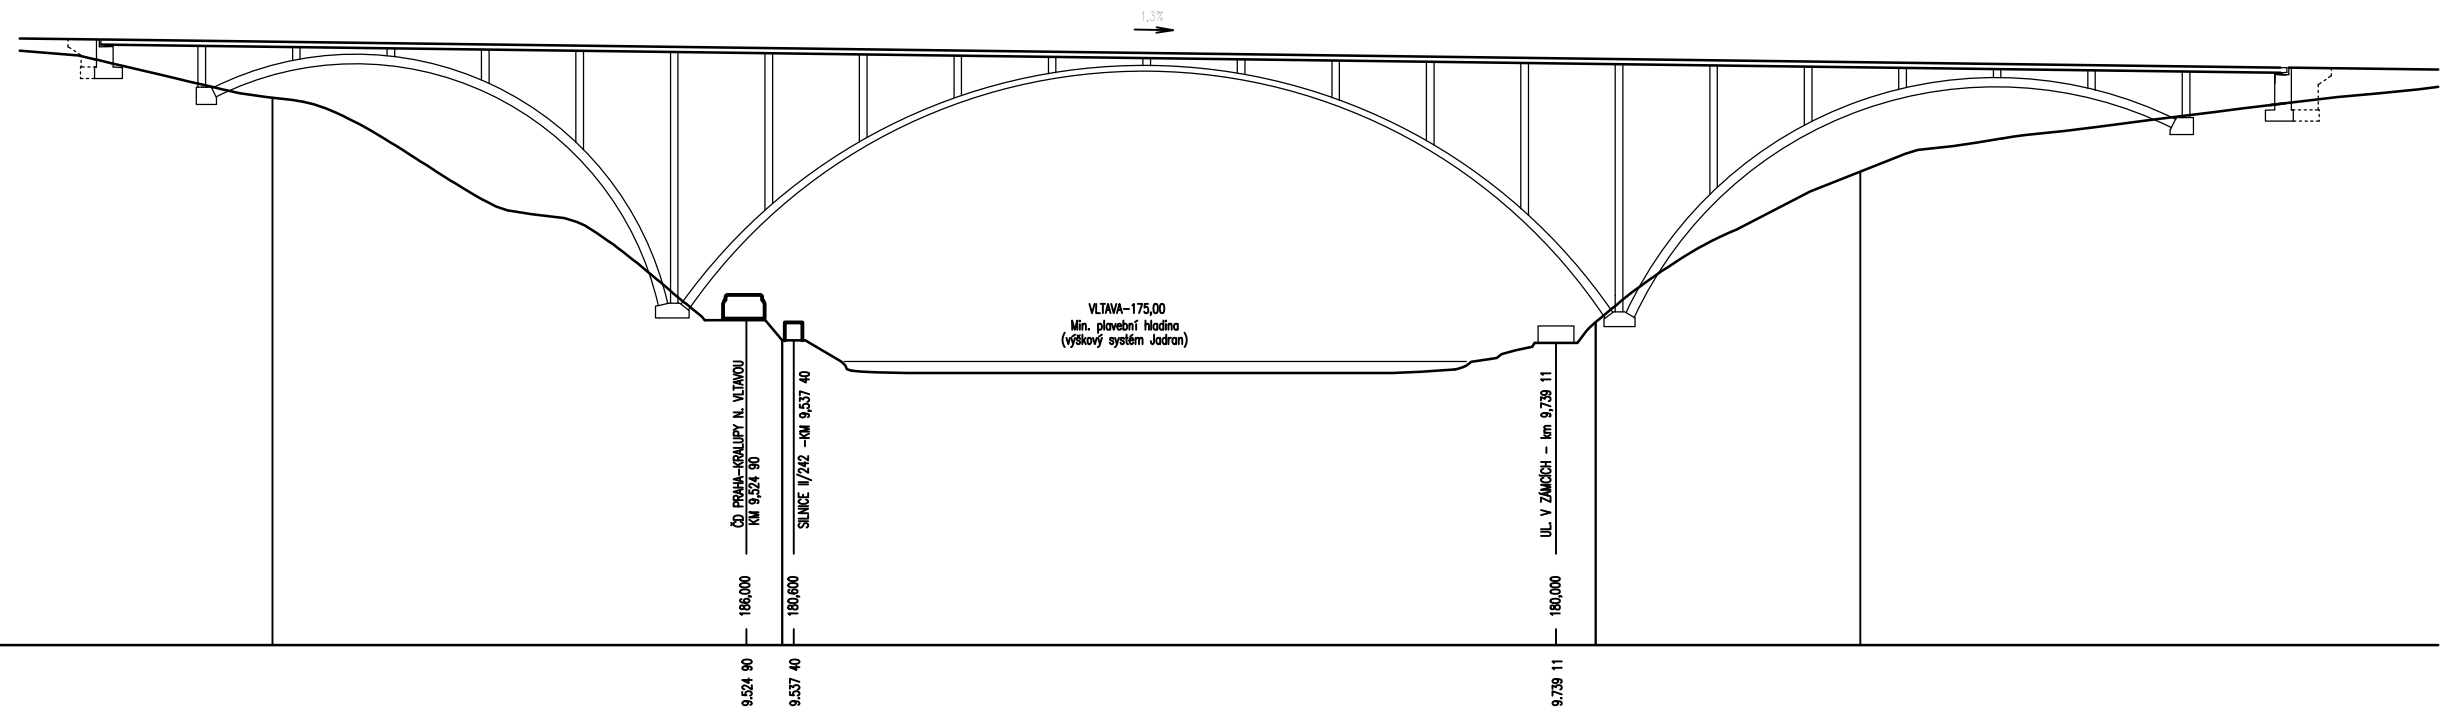 1,3%
VLTAVA-175,00
Min. plavební hladina
(výškový systém Jadran)
ČD PRAHA-KRALUPY N. VLTAVOU
KM 9,524 90
SILNICE II/242 -KM 9,537 40
UL. V ZÁMCÍCH - km 9,739 11
186,000
180,600
180,000
9.524 90
9.537 40
9.739 11